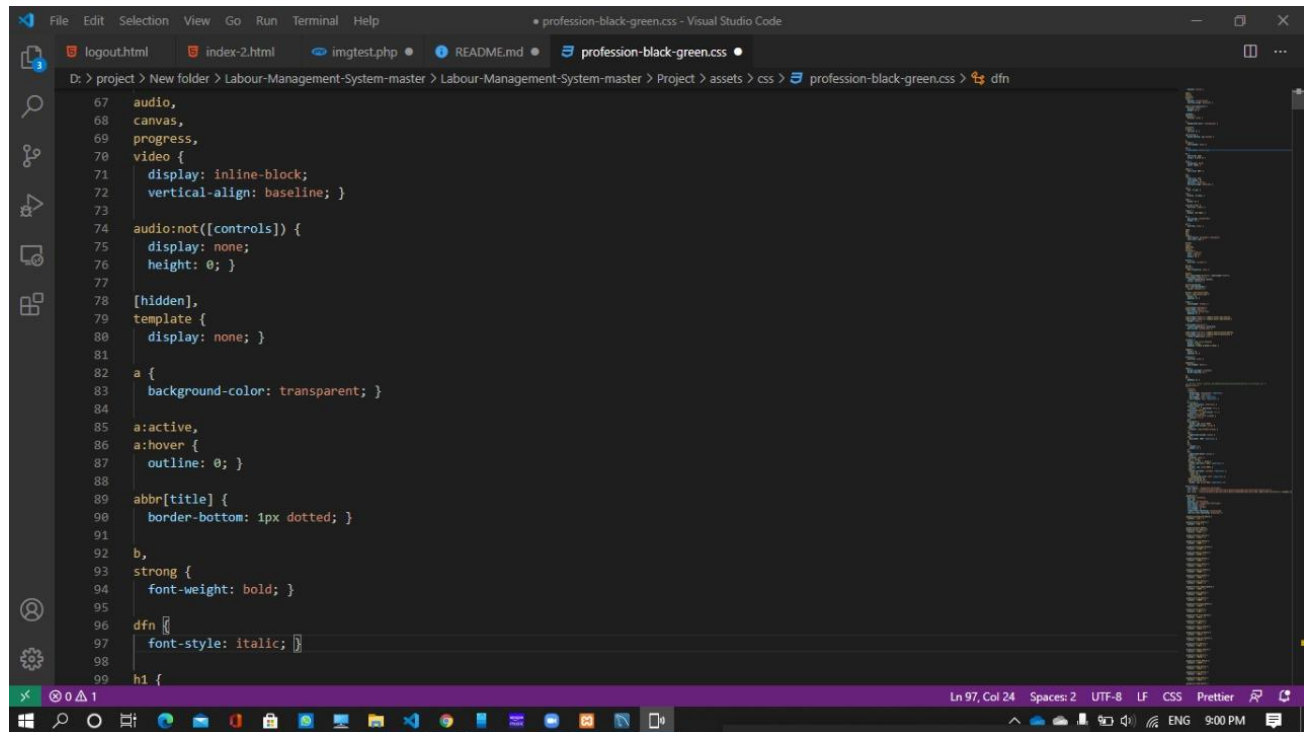 File Edit Selection View Go Run Terminal Help ● profession-black-green.css - Visual Studio Code
logout.html index-2.html imgtest.php ● README.md ● profession-black-green.css ● ...
D: > project > New folder > Labour-Management-System-master > Labour-Management-System-master > Project > assets > css > profession-black-green.css > dfn
3
67 audio,
68 canvas,
69 progress,
70 video {
71 display: inline-block;
72 vertical-align: baseline; }
73
74 audio:not([controls]) {
75 display: none;
76 height: 0; }
77
78 [hidden],
79 template {
80 display: none; }
81
82 a {
83 background-color: transparent; }
84
85 a:active,
86 a:hover {
87 outline: 0; }
88
89 abbr[title] {
90 border-bottom: 1px dotted; }
91
92 b,
93 strong {
94 font-weight: bold; }
95
96 dfn {
97 font-style: italic; }
98
99 h1 {
0 1 Ln 97, Col 24 Spaces: 2 UTF-8 LF CSS Prettier
ENG 9:00 PM